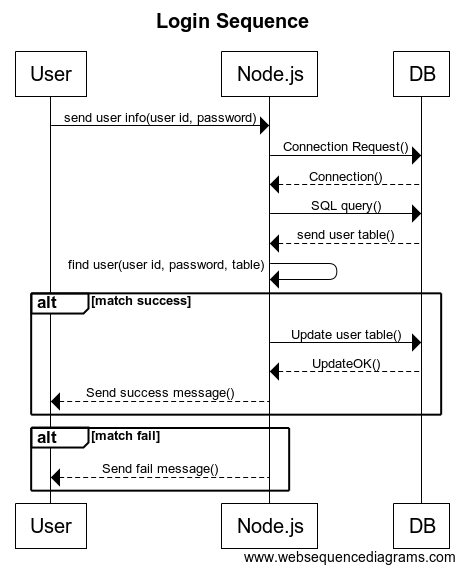 Login Sequence
User
Node.js
DB
send user info(user id, password)
Connection Request()
Connection()
SQL query()
send user table()
find user(user id, password, table)
alt
[match success]
Update user table()
UpdateOK()
Send success message()
alt
[match fail]
Send fail message()
User
Node.js
DB
www.websequencediagrams.com